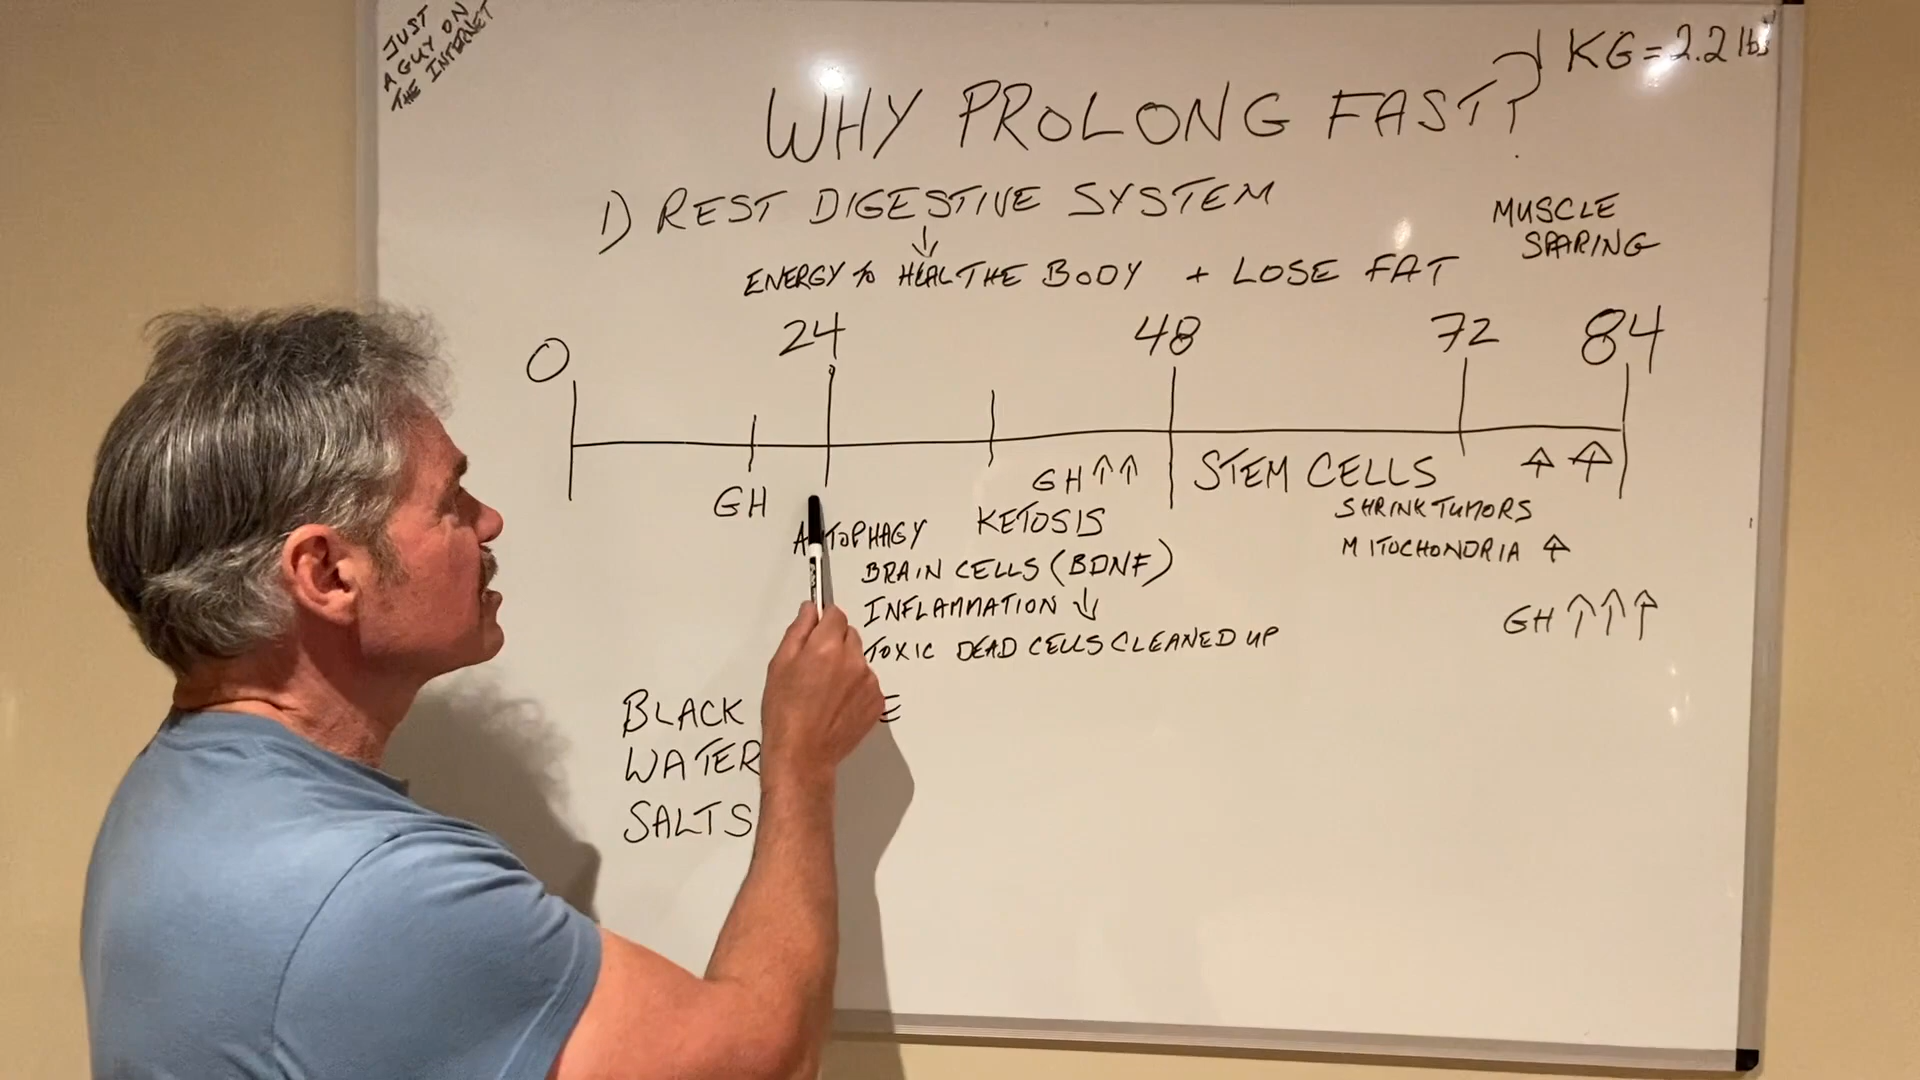 JUST
A GUY ON
THE INTERNET
KG = 2.2 lbs
WHY PROLONG FAST?
1) REST DIGESTIVE SYSTEM
↓
ENERGY TO HEAL THE BODY + LOSE FAT
MUSCLE
SPARING
0 24 48 72 84
GH
GH ↑↑
STEM CELLS ↑ ↑
SHRINK TUMORS
MITOCHONDRIA ↑
AUTOPHAGY KETOSIS
BRAIN CELLS (BDNF)
INFLAMMATION ↓
TOXIC DEAD CELLS CLEANED UP
GH ↑↑↑
BLACK
WATER
SALTS